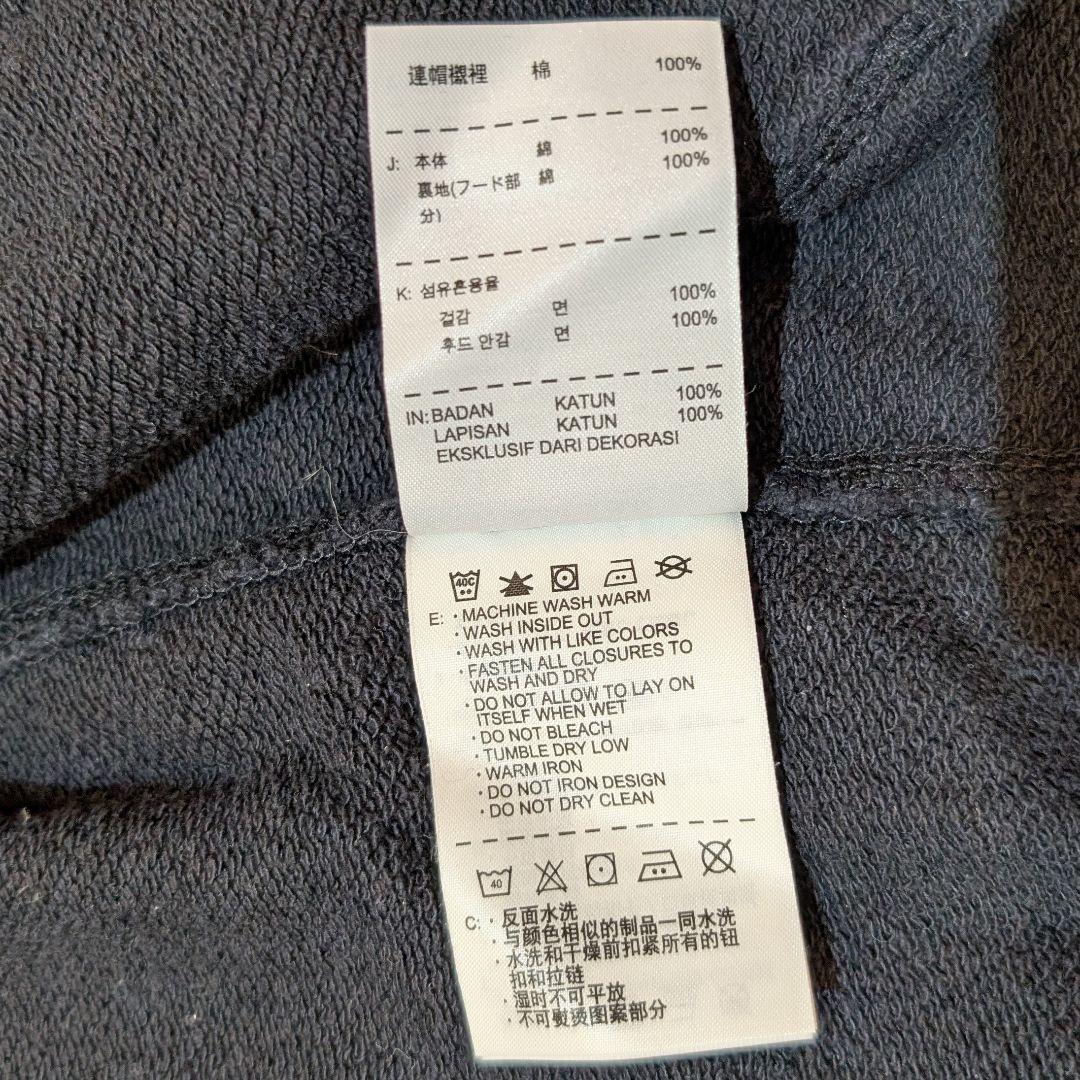 連帽襯裡 棉 100%
J: 本体 綿 100%
裏地(フード部 綿 100%
分)
K: 섬유혼용율
겉감 면 100%
후드 안감 면 100%
IN: BADAN KATUN 100%
LAPISAN KATUN 100%
EKSKLUSIF DARI DEKORASI
40C
E: · MACHINE WASH WARM
· WASH INSIDE OUT
· WASH WITH LIKE COLORS
· FASTEN ALL CLOSURES TO
WASH AND DRY
· DO NOT ALLOW TO LAY ON
ITSELF WHEN WET
· DO NOT BLEACH
· TUMBLE DRY LOW
· WARM IRON
· DO NOT IRON DESIGN
· DO NOT DRY CLEAN
40
C: · 反面水洗
· 与颜色相似的制品一同水洗
· 水洗和干燥前扣紧所有的钮
扣和拉链
· 湿时不可平放
· 不可熨烫图案部分